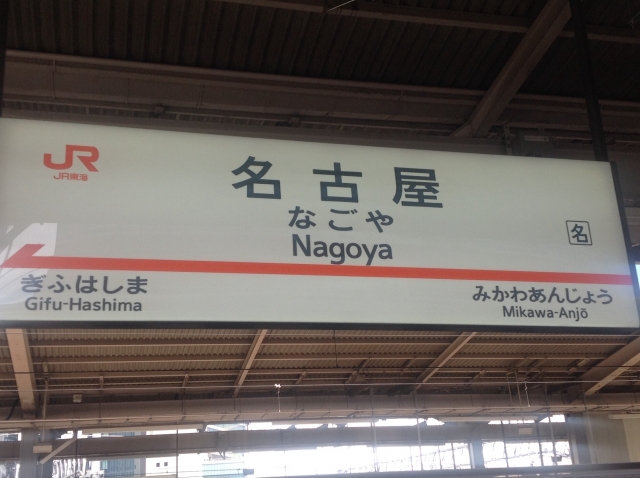 JR
JR東海
名古屋
なごや
Nagoya
名
ぎふはしま
Gifu-Hashima
みかわあんじょう
Mikawa-Anjō